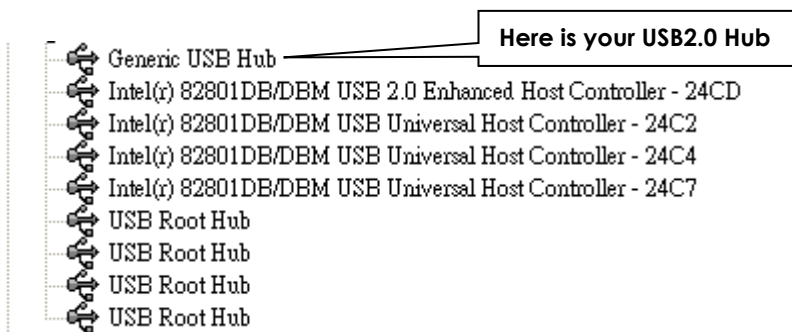 Here is your USB2.0 Hub
Generic USB Hub
Intel(r) 82801DB/DBM USB 2.0 Enhanced Host Controller - 24CD
Intel(r) 82801DB/DBM USB Universal Host Controller - 24C2
Intel(r) 82801DB/DBM USB Universal Host Controller - 24C4
Intel(r) 82801DB/DBM USB Universal Host Controller - 24C7
USB Root Hub
USB Root Hub
USB Root Hub
USB Root Hub